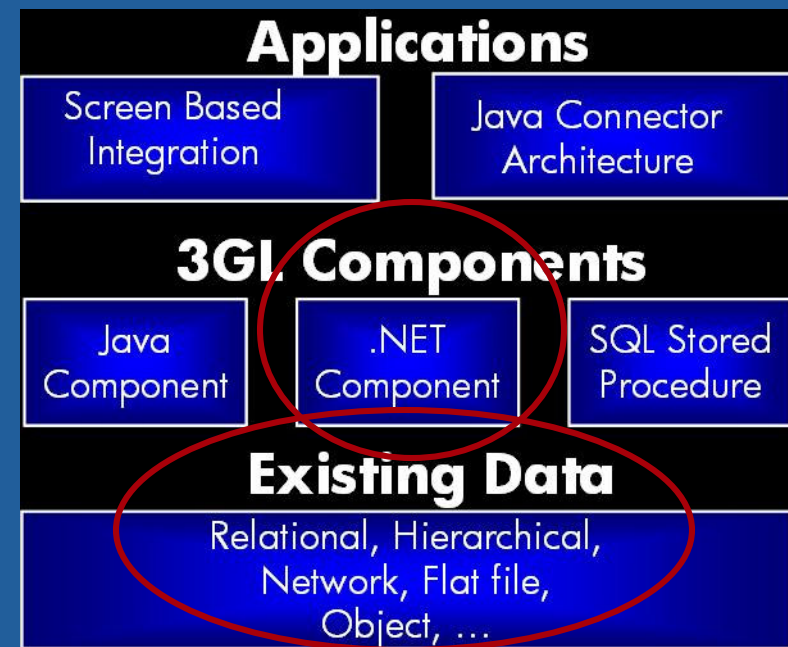 Applications
Screen Based
Integration
Java Connector
Architecture
3GL Components
Java
Component
.NET
Component
SQL Stored
Procedure
Existing Data
Relational, Hierarchical,
Network, Flat file,
Object, ...